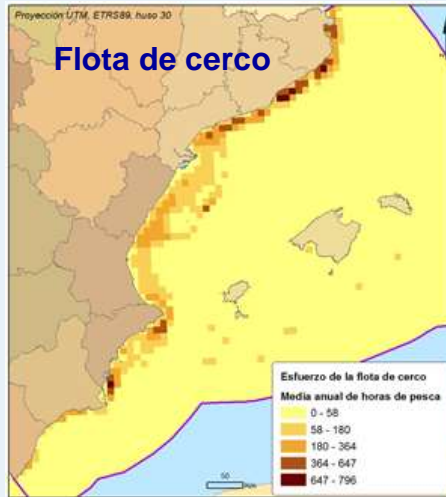 Proyección UTM, ETRS89, huso 30
Flota de cerco
Esfuerzo de la flota de cerco
Media anual de horas de pesca
0 - 58
58 - 180
180 - 364
364 - 647
647 - 796
50